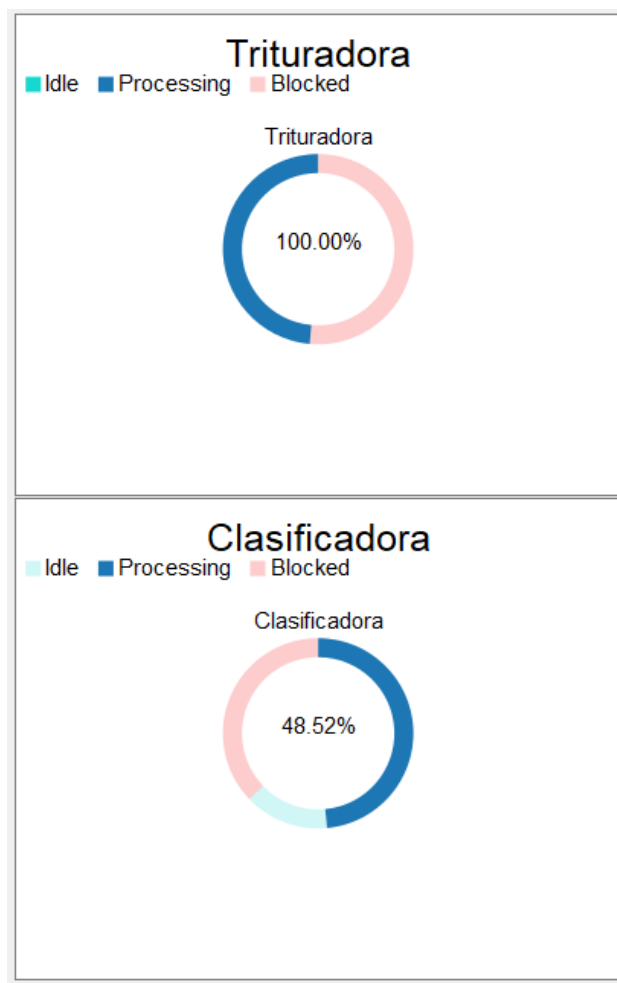 Trituradora
Idle Processing Blocked
Trituradora
100.00%
Clasificadora
Idle Processing Blocked
Clasificadora
48.52%